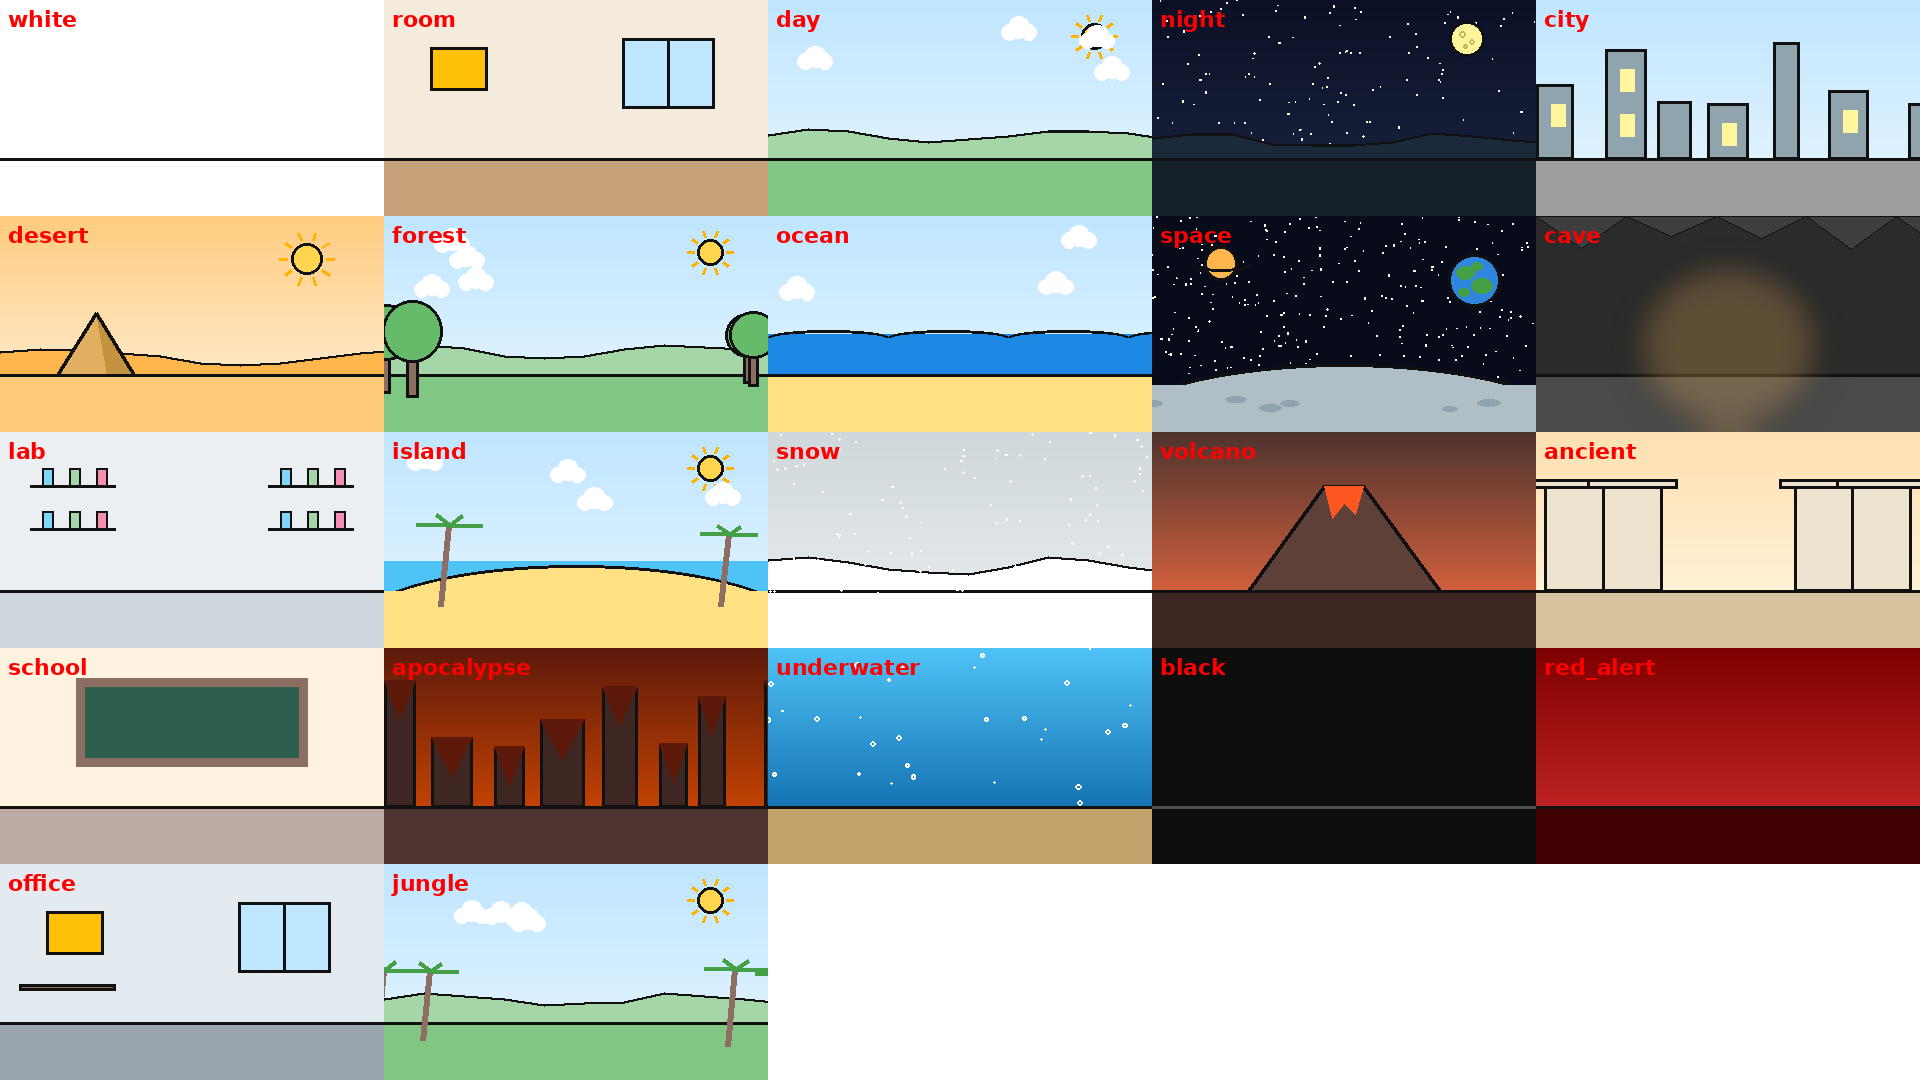 white
room
day
night
city
desert
forest
ocean
space
cave
lab
island
snow
volcano
ancient
school
apocalypse
underwater
black
red_alert
office
jungle